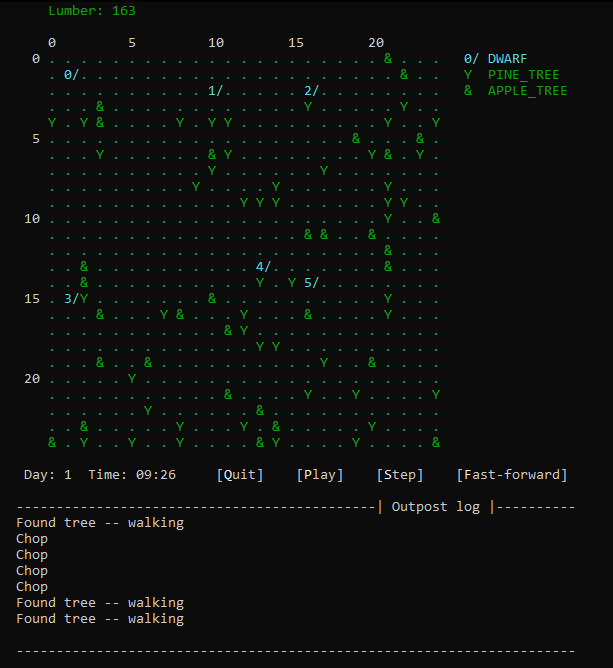 Lumber: 163
0 5 10 15 20
0 . . . . . . . . . . . . . . . . . . . . . & . . . 0/ DWARF
. 0/. . . . . . . . . . . . . . . . . . . . & . . Y PINE_TREE
. . . . . . . . . . 1/. . . . . 2/. . . . . . . . & APPLE_TREE
. . . & . . . . . . . . . . . . Y . . . . . Y . .
Y . Y & . . . . Y . Y Y . . . . . . . . . Y . . Y
5 . . . . . . . . . . . . . . . . . . . & . . . & .
. . . Y . . . . . . & Y . . . . . . . . Y & . Y .
. . . . . . . . . . Y . . . . . . Y . . . . . . .
. . . . . . . . . Y . . . . Y . . . . . . Y . . .
. . . . . . . . . . . . Y Y Y . . . . . . Y Y . .
10 . . . . . . . . . . . . . . . . . . . . . Y . . &
. . . . . . . . . . . . . . . . & & . . & . . . .
. . . . . . . . . . . . . . . . . . . . . & . . .
. . & . . . . . . . . . . 4/. . . . . . . & . . .
. . & . . . . . . . . . . Y . Y 5/. . . . . . . .
15 . 3/Y . . . . . . . & . . . . . . . . . . Y . . .
. . . & . . . Y & . . . Y . . . & . . . . Y . . .
. . . . . . . . . . . & Y . . . . . . . . . . . .
. . . . . . . . . . . . . Y Y . . . . . . . . . .
. . . & . . & . . . . . . . . . . Y . . & . . . .
20 . . . . . Y . . . . . . . . . . . . . . . . . . .
. . . . . . . . . . . & . . . . Y . . Y . . . . Y
. . . . . . Y . . . . . . & . . . . . . . . . . .
. . & . . . . . Y . . . Y . & . . . . . Y . . . .
& . Y . . Y . . Y . . . . & Y . . . . Y . . . . &
Day: 1 Time: 09:26 [Quit] [Play] [Step] [Fast-forward]
---------------------------------------------| Outpost log |----------
Found tree -- walking
Chop
Chop
Chop
Chop
Found tree -- walking
Found tree -- walking
----------------------------------------------------------------------